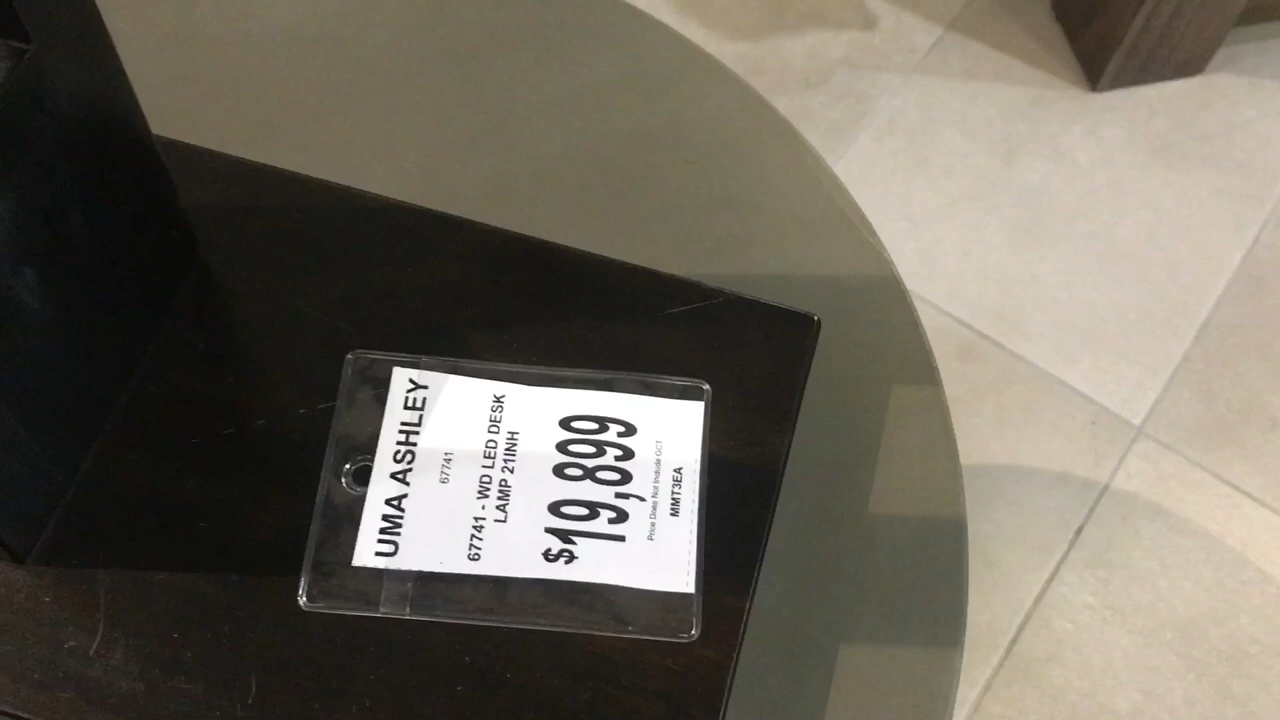 UMA ASHLEY
67741
67741 - WD LED DESK
LAMP 21INH
$19,899
Price Does Not Include GCT
MMT3EA